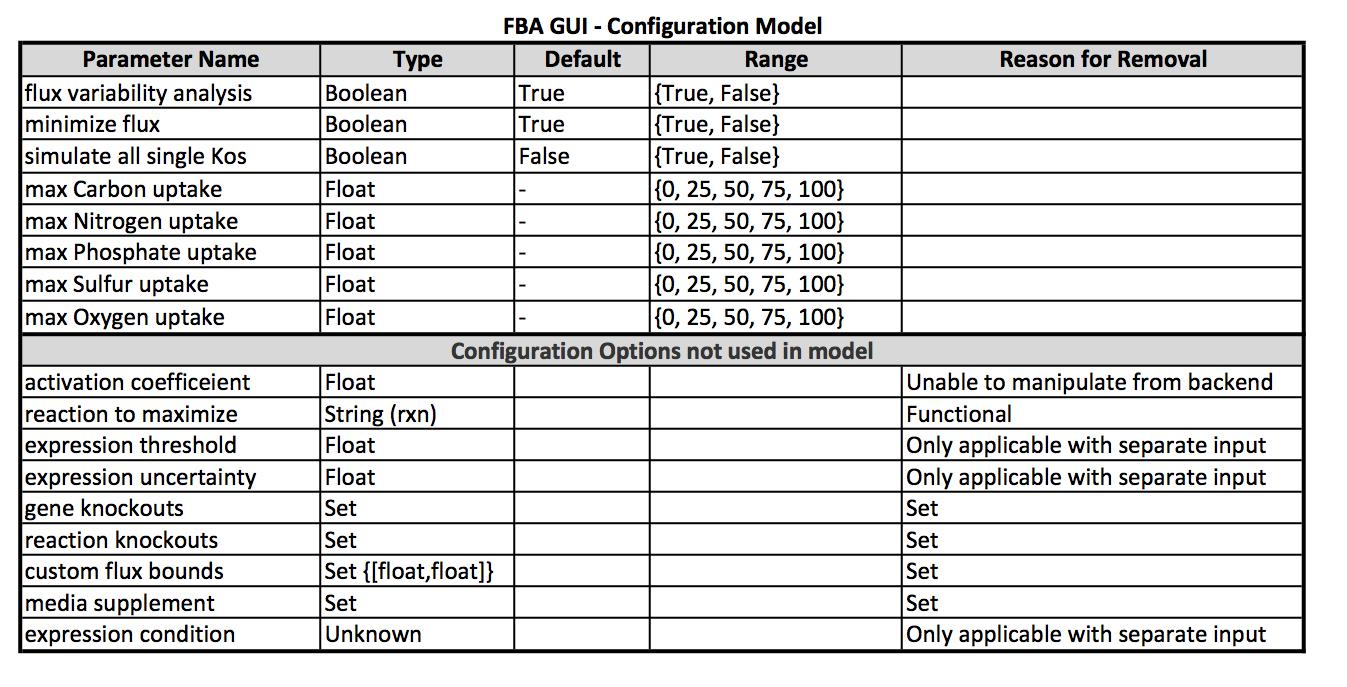 FBA GUI - Configuration Model
Parameter Name Type Default Range Reason for Removal
flux variability analysis Boolean True {True, False}
minimize flux Boolean True {True, False}
simulate all single Kos Boolean False {True, False}
max Carbon uptake Float - {0, 25, 50, 75, 100}
max Nitrogen uptake Float - {0, 25, 50, 75, 100}
max Phosphate uptake Float - {0, 25, 50, 75, 100}
max Sulfur uptake Float - {0, 25, 50, 75, 100}
max Oxygen uptake Float - {0, 25, 50, 75, 100}
Configuration Options not used in model
activation coefficeient Float Unable to manipulate from backend
reaction to maximize String (rxn) Functional
expression threshold Float Only applicable with separate input
expression uncertainty Float Only applicable with separate input
gene knockouts Set Set
reaction knockouts Set Set
custom flux bounds Set {[float,float]} Set
media supplement Set Set
expression condition Unknown Only applicable with separate input